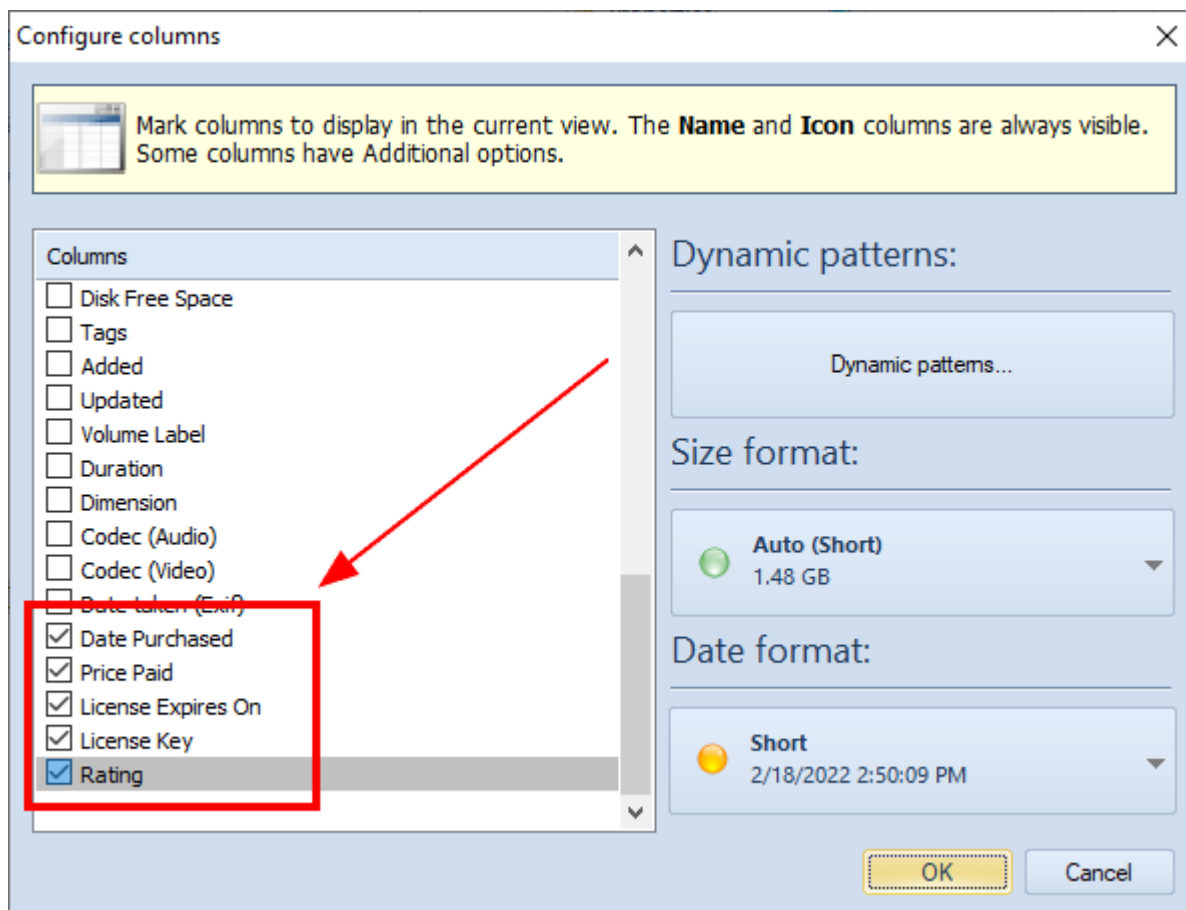 Configure columns
Mark columns to display in the current view. The Name and Icon columns are always visible.
Some columns have Additional options.
Columns
Disk Free Space
Tags
Added
Updated
Volume Label
Duration
Dimension
Codec (Audio)
Codec (Video)
Date taken (Exif)
Date Purchased
Price Paid
License Expires On
License Key
Rating
Dynamic patterns:
Dynamic patterns...
Size format:
Auto (Short)
1.48 GB
Date format:
Short
2/18/2022 2:50:09 PM
OK
Cancel